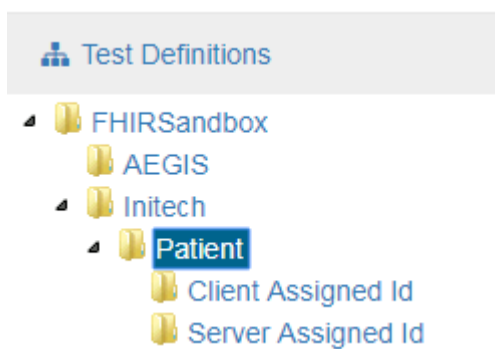 Test Definitions
FHIRSandbox
AEGIS
Initech
Patient
Client Assigned Id
Server Assigned Id